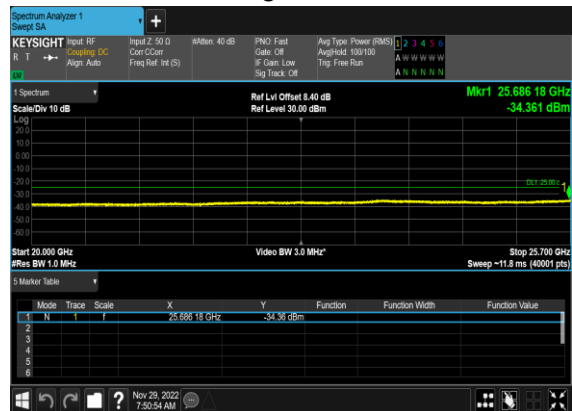 Spectrum Analyzer 1
Swept SA
+
KEYSIGHT Input: RF Input Z: 50 Ω #Atten: 40 dB PNO: Fast Avg Type: Power (RMS) 1 2 3 4 5 6
R T Coupling: DC Corr CCorr Gate: Off Avg|Hold: 100/100 A W W W W W
Align: Auto Freq Ref: Int (S) IF Gain: Low Trig: Free Run
Sig Track: Off A N N N N N
1 Spectrum Ref Lvl Offset 8.40 dB Mkr1 25.686 18 GHz
Scale/Div 10 dB Ref Level 30.00 dBm -34.361 dBm
Log
20.0
10.0
0.00
-10.0
-20.0
-30.0
-40.0
-50.0
-60.0
1
Start 20.000 GHz Video BW 3.0 MHz* Stop 25.700 GHz
#Res BW 1.0 MHz Sweep ~11.8 ms (40001 pts)
5 Marker Table
Mode Trace Scale X Y Function Function Width Function Value
1 N 1 f 25.686 18 GHz -34.36 dBm
2
3
4
5
6
? Nov 29, 2022
7:50:54 AM